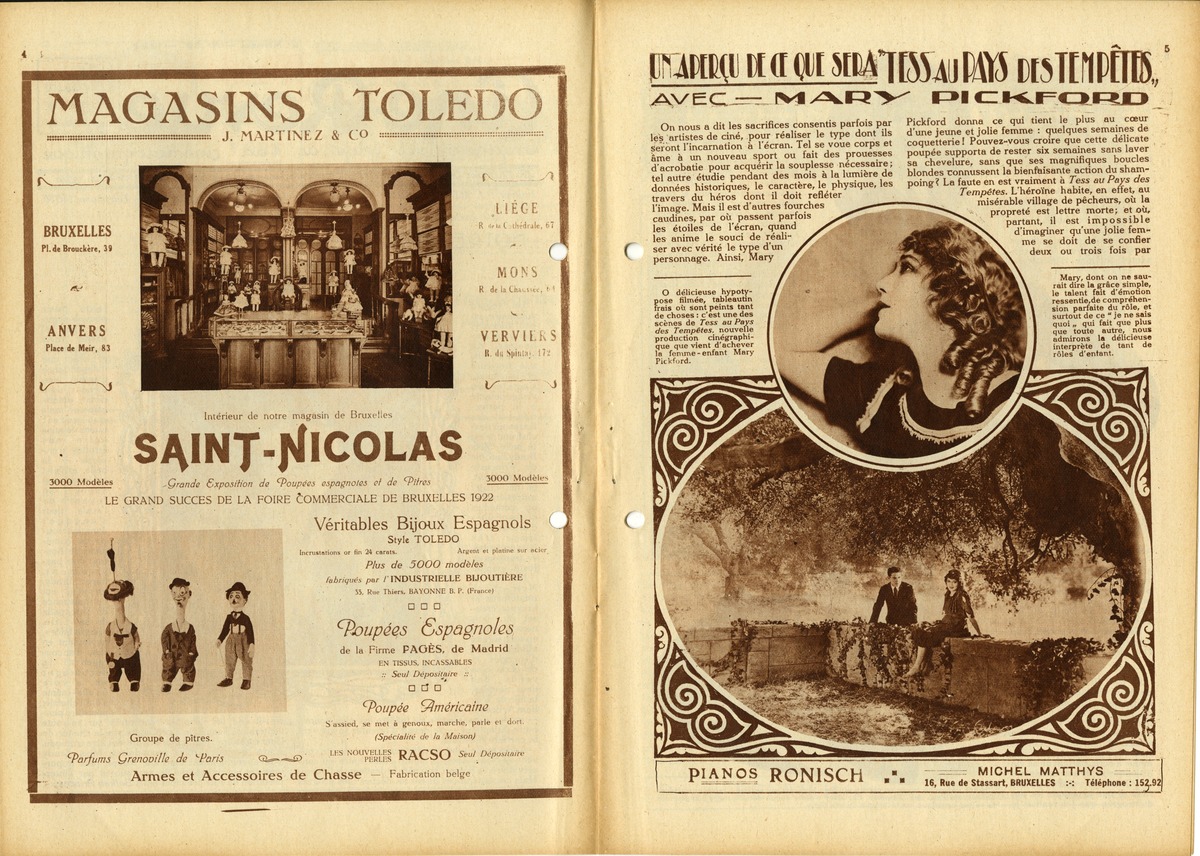 4
MAGASINS TOLEDO
J. MARTINEZ & Co
BRUXELLES
Pl. de Brouckère, 39
ANVERS
Place de Meir, 83
LIÉGE
R. de la Cathédrale, 67
MONS
R. de la Chaussée,
VERVIERS
R. du Spintay, 172
Intérieur de notre magasin de Bruxelles
SAINT-NICOLAS
3000 Modèles
Grande Exposition de Poupées espagnoles et de Pitres
3000 Modèles
LE GRAND SUCCES DE LA FOIRE COMMERCIALE DE BRUXELLES 1922
Véritables Bijoux Espagnols
Style TOLEDO
Incrustations or fin 24 carats. Argent et platine sur acier.
Plus de 5000 modèles
fabriqués par l'INDUSTRIELLE BIJOUTIÈRE
35, Rue Thiers, BAYONNE B. P. (France)
Poupées Espagnoles
de la Firme PAGÈS, de Madrid
EN TISSUS, INCASSABLES
:: Seul Dépositaire ::
Poupée Américaine
S'assied, se met à genoux, marche, parle et dort.
(Spécialité de la Maison)
Groupe de pîtres.
Parfums Grenoville de Paris
LES NOUVELLES PERLES RACSO Seul Dépositaire
Armes et Accessoires de Chasse — Fabrication belge
5
UN APERÇU DE CE QUE SERA "TESS AU PAYS DES TEMPÊTES„
AVEC — MARY PICKFORD
On nous a dit les sacrifices consentis parfois par
les artistes de ciné, pour réaliser le type dont ils
seront l'incarnation à l'écran. Tel se voue corps et
âme à un nouveau sport ou fait des prouesses
d'acrobatie pour acquérir la souplesse nécessaire;
tel autre étudie pendant des mois à la lumière de
données historiques, le caractère, le physique, les
travers du héros dont il doit refléter
l'image. Mais il est d'autres fourches
caudines, par où passent parfois
les étoiles de l'écran, quand
les anime le souci de réali-
ser avec vérité le type d'un
personnage. Ainsi, Mary
Pickford donna ce qui tient le plus au cœur
d'une jeune et jolie femme : quelques semaines de
coquetterie! Pouvez-vous croire que cette délicate
poupée supporta de rester six semaines sans laver
sa chevelure, sans que ses magnifiques boucles
blondes connussent la bienfaisante action du sham-
poing? La faute en est vraiment à Tess au Pays des
Tempêtes. L'héroïne habite, en effet, au
misérable village de pêcheurs, où la
propreté est lettre morte; et où,
partant, il est impossible
d'imaginer qu'une jolie fem-
me se doit de se confier
deux ou trois fois par
O délicieuse hypoty-
pose filmée, tableautin
frais où sont peints tant
de choses : c'est une des
scènes de Tess au Pays
des Tempêtes, nouvelle
production cinégraphi-
que que vient d'achever
la femme-enfant Mary
Pickford.
Mary, dont on ne sau-
rait dire la grâce simple,
le talent fait d'émotion
ressentie, de compréhen-
sion parfaite du rôle, et
surtout de ce "je ne sais
quoi„ qui fait que plus
que toute autre, nous
admirons la délicieuse
interprète de tant de
rôles d'enfant.
PIANOS RONISCH
MICHEL MATTHYS
16, Rue de Stassart, BRUXELLES :-: Téléphone : 152,92